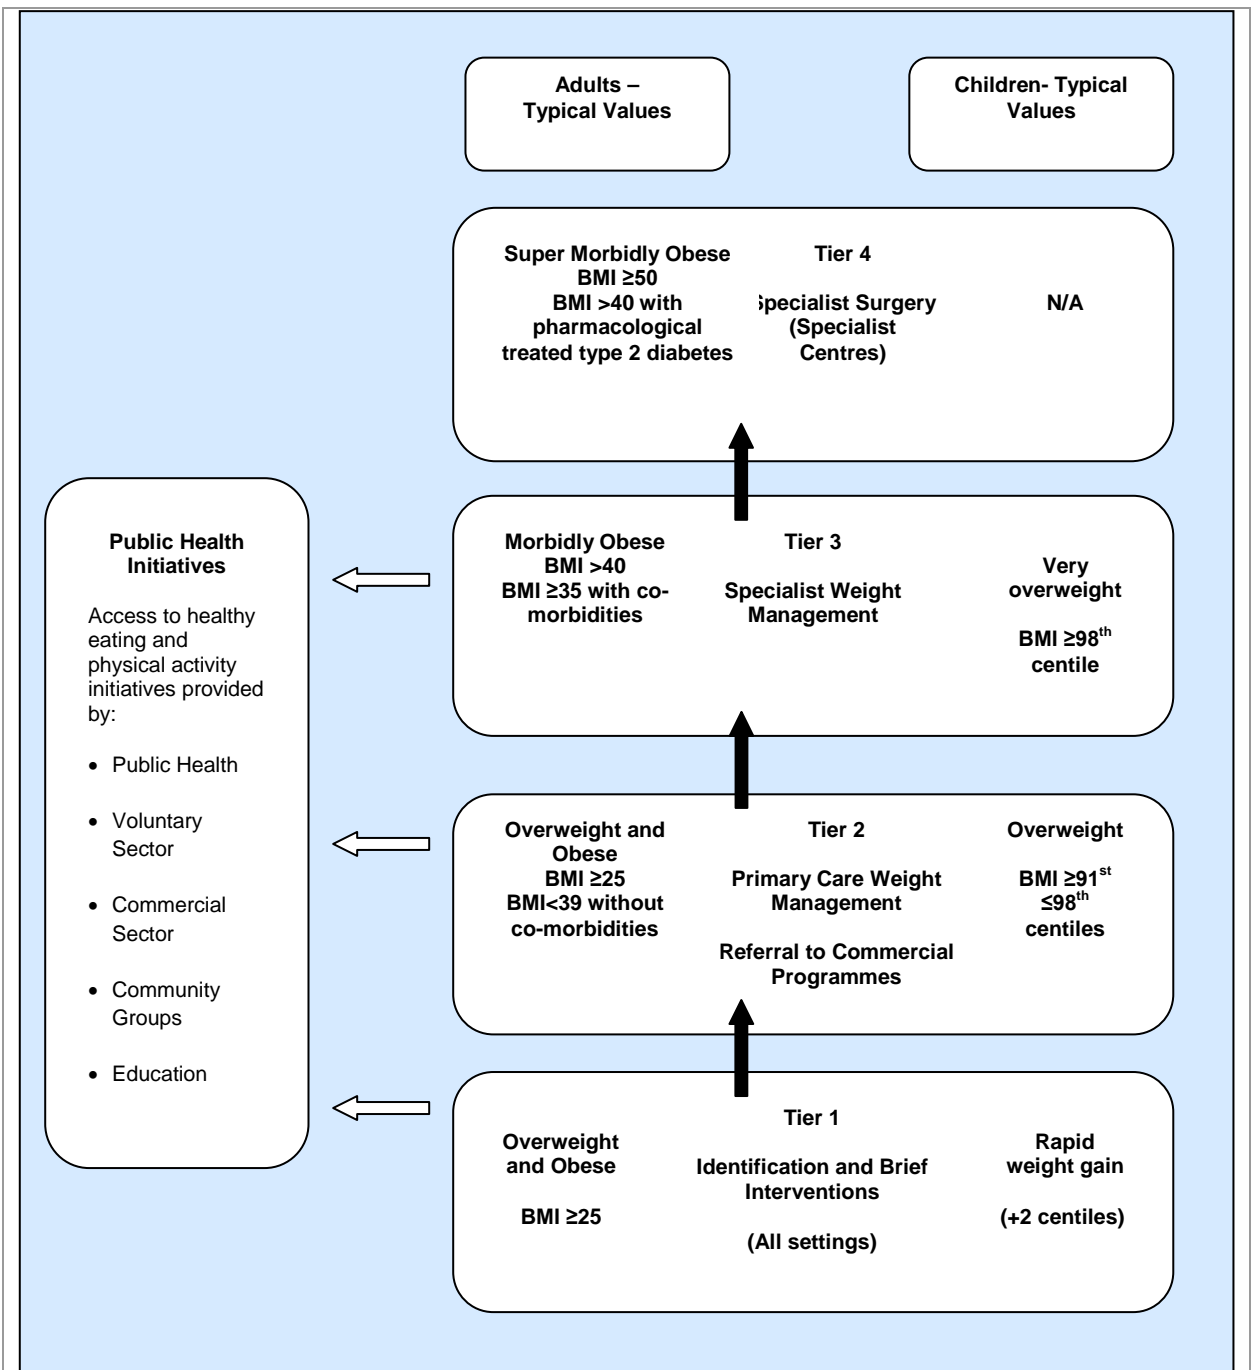 Adults –
Typical Values
Children- Typical
Values
Super Morbidly Obese
BMI ≥50
BMI >40 with
pharmacological
treated type 2 diabetes
Tier 4
Specialist Surgery
(Specialist
Centres)
N/A
Public Health
Initiatives
Access to healthy
eating and
physical activity
initiatives provided
by:
• Public Health
• Voluntary
Sector
• Commercial
Sector
• Community
Groups
• Education
Morbidly Obese
BMI >40
BMI ≥35 with co-
morbidities
Tier 3
Specialist Weight
Management
Very
overweight
BMI ≥98th
centile
Overweight and
Obese
BMI ≥25
BMI<39 without
co-morbidities
Tier 2
Primary Care Weight
Management
Referral to Commercial
Programmes
Overweight
BMI ≥91st
≤98th
centiles
Overweight
and Obese
BMI ≥25
Tier 1
Identification and Brief
Interventions
(All settings)
Rapid
weight gain
(+2 centiles)